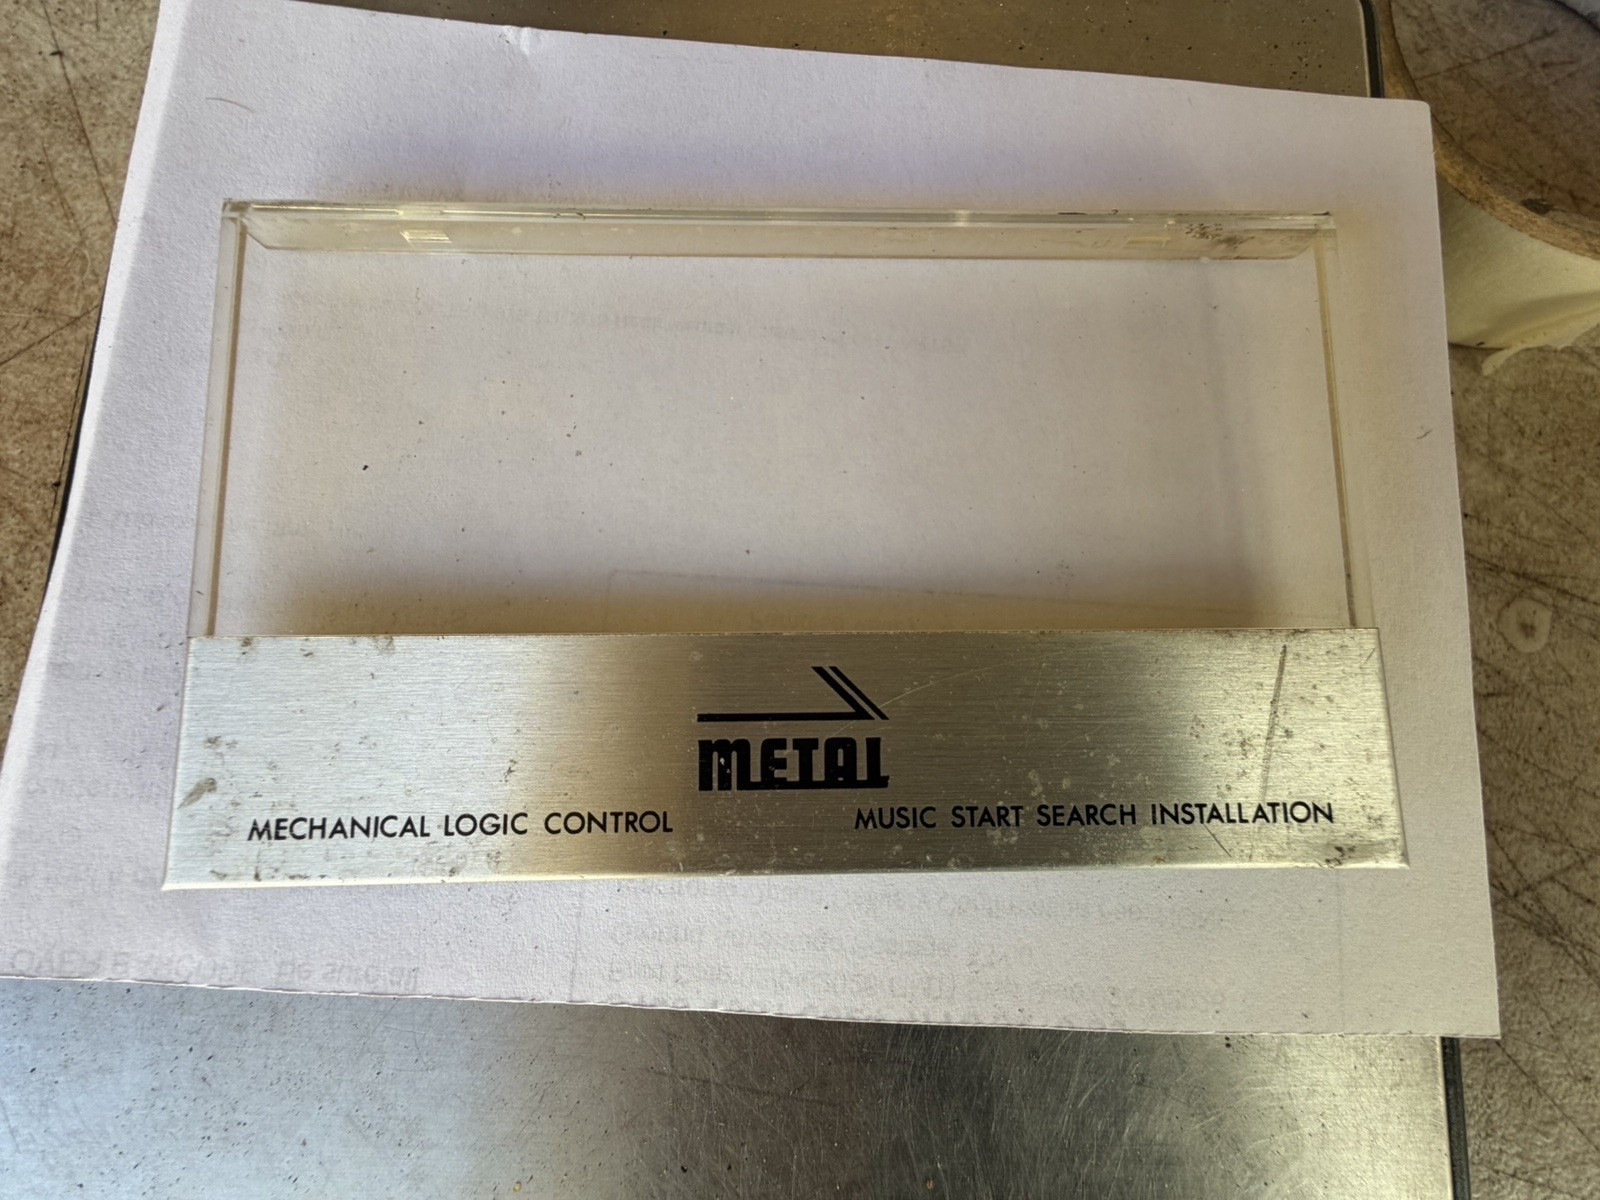 METAL
MECHANICAL LOGIC CONTROL
MUSIC START SEARCH INSTALLATION